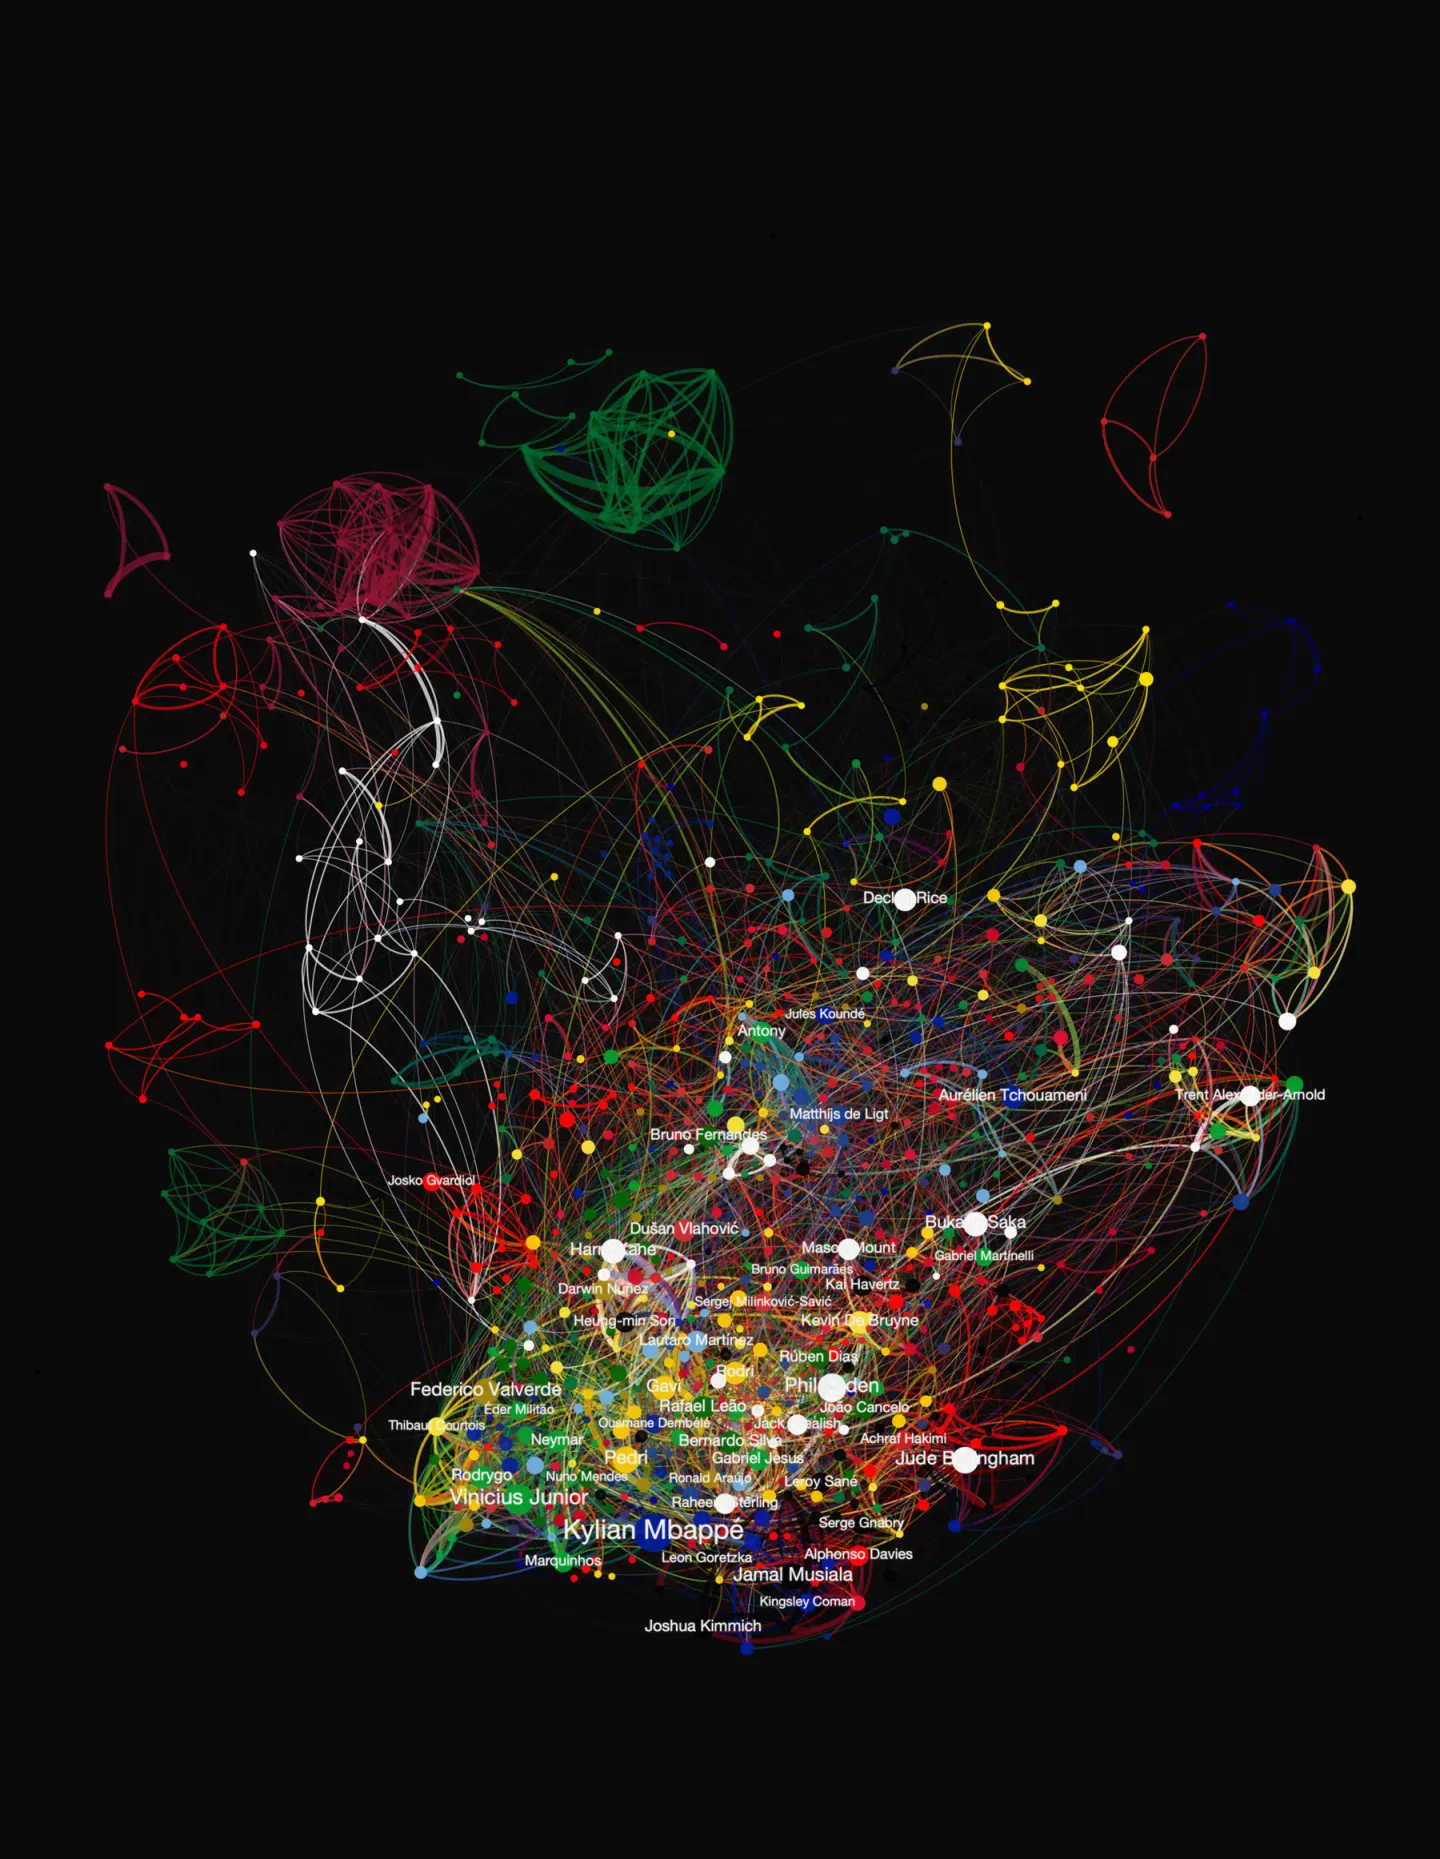 Declan Rice
Jules Koundé
Antony
Aurélien Tchouameni
Trent Alexander-Arnold
Matthijs de Ligt
Bruno Fernandes
Josko Gvardiol
Bukayo Saka
Dušan Vlahović
Harry Kane
Mason Mount
Gabriel Martinelli
Bruno Guimarães
Kai Havertz
Darwin Núñez
Sergej Milinković-Savić
Heung-min Son
Kevin De Bruyne
Lautaro Martínez
Rúben Dias
Rodri
Gavi
Phil Foden
Federico Valverde
Rafael Leão
João Cancelo
Éder Militão
Thibaut Courtois
Ousmane Dembélé
Jack Grealish
Neymar
Bernardo Silva
Achraf Hakimi
Pedri
Gabriel Jesus
Jude Bellingham
Rodrygo
Nuno Mendes
Ronald Araújo
Leroy Sané
Vinicius Junior
Raheem Sterling
Kylian Mbappé
Serge Gnabry
Marquinhos
Leon Goretzka
Alphonso Davies
Jamal Musiala
Kingsley Coman
Joshua Kimmich